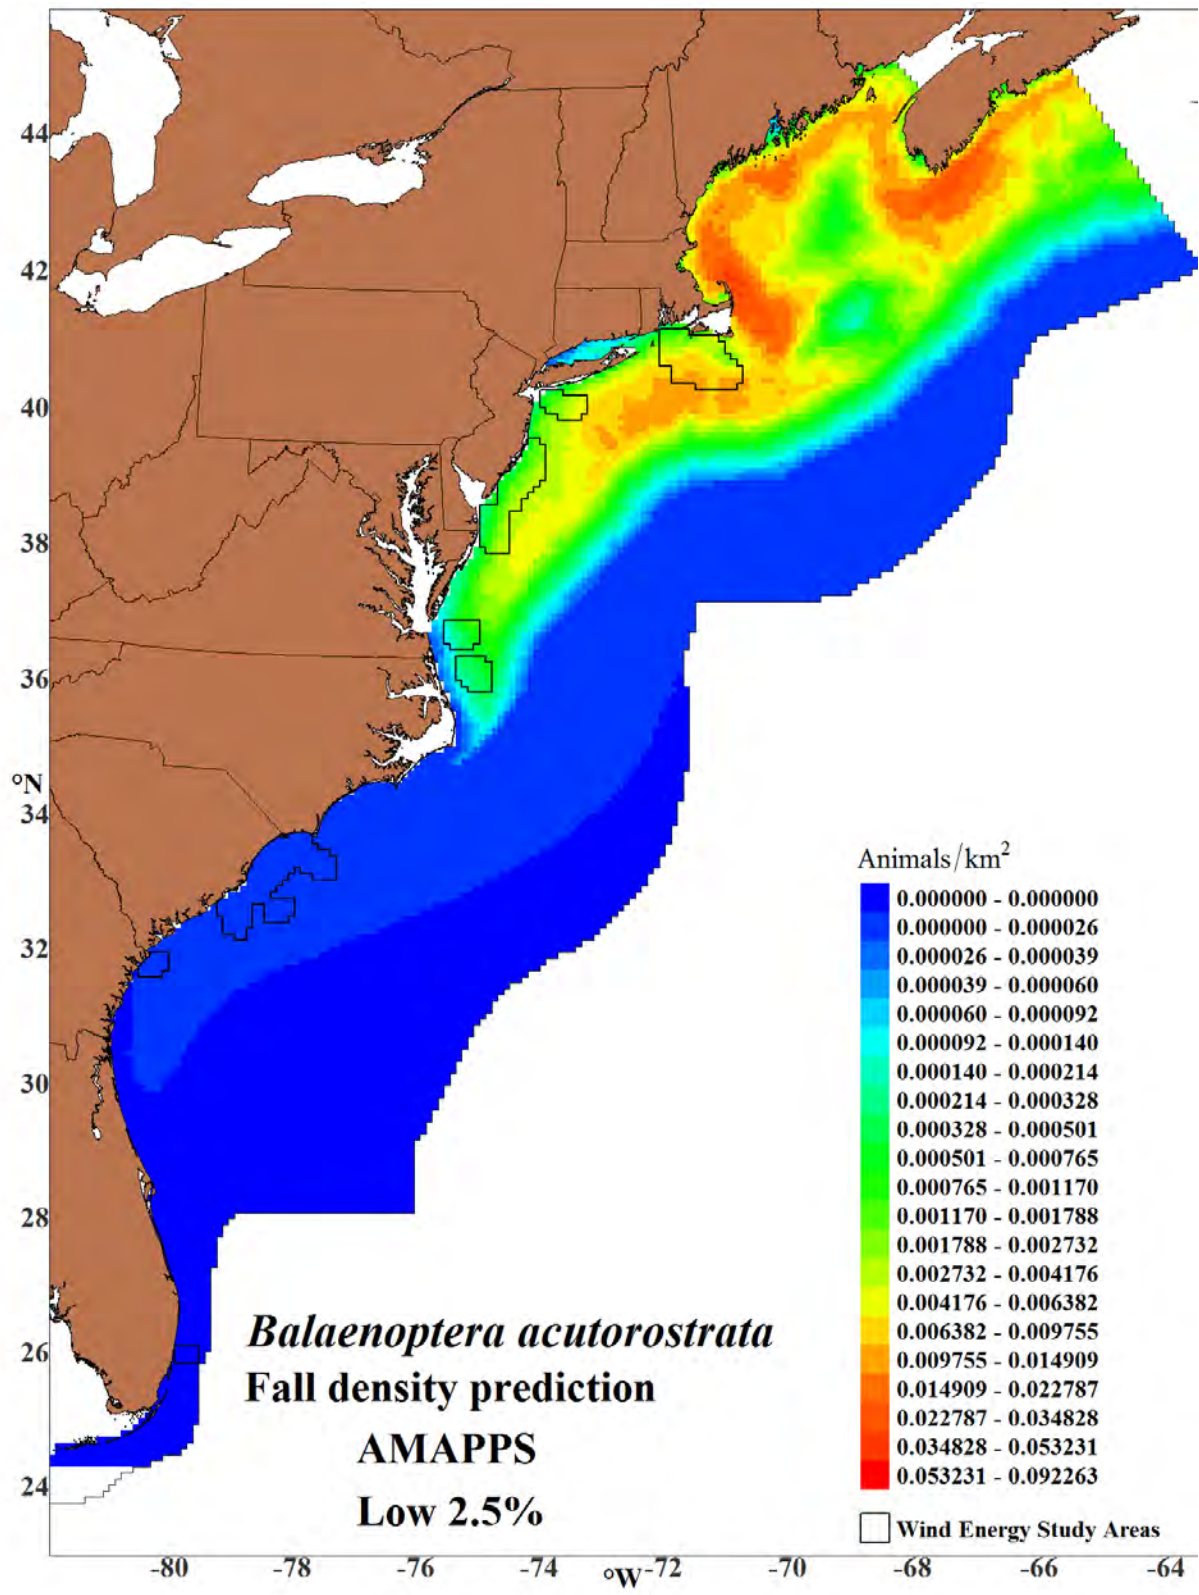 44
42
40
38
36
°N
34
32
30
28
26
24
-80
-78
-76
-74
°W
-72
-70
-68
-66
-64
Animals/km²
0.000000 - 0.000000
0.000000 - 0.000026
0.000026 - 0.000039
0.000039 - 0.000060
0.000060 - 0.000092
0.000092 - 0.000140
0.000140 - 0.000214
0.000214 - 0.000328
0.000328 - 0.000501
0.000501 - 0.000765
0.000765 - 0.001170
0.001170 - 0.001788
0.001788 - 0.002732
0.002732 - 0.004176
0.004176 - 0.006382
0.006382 - 0.009755
0.009755 - 0.014909
0.014909 - 0.022787
0.022787 - 0.034828
0.034828 - 0.053231
0.053231 - 0.092263
Wind Energy Study Areas
Balaenoptera acutorostrata
Fall density prediction
AMAPPS
Low 2.5%